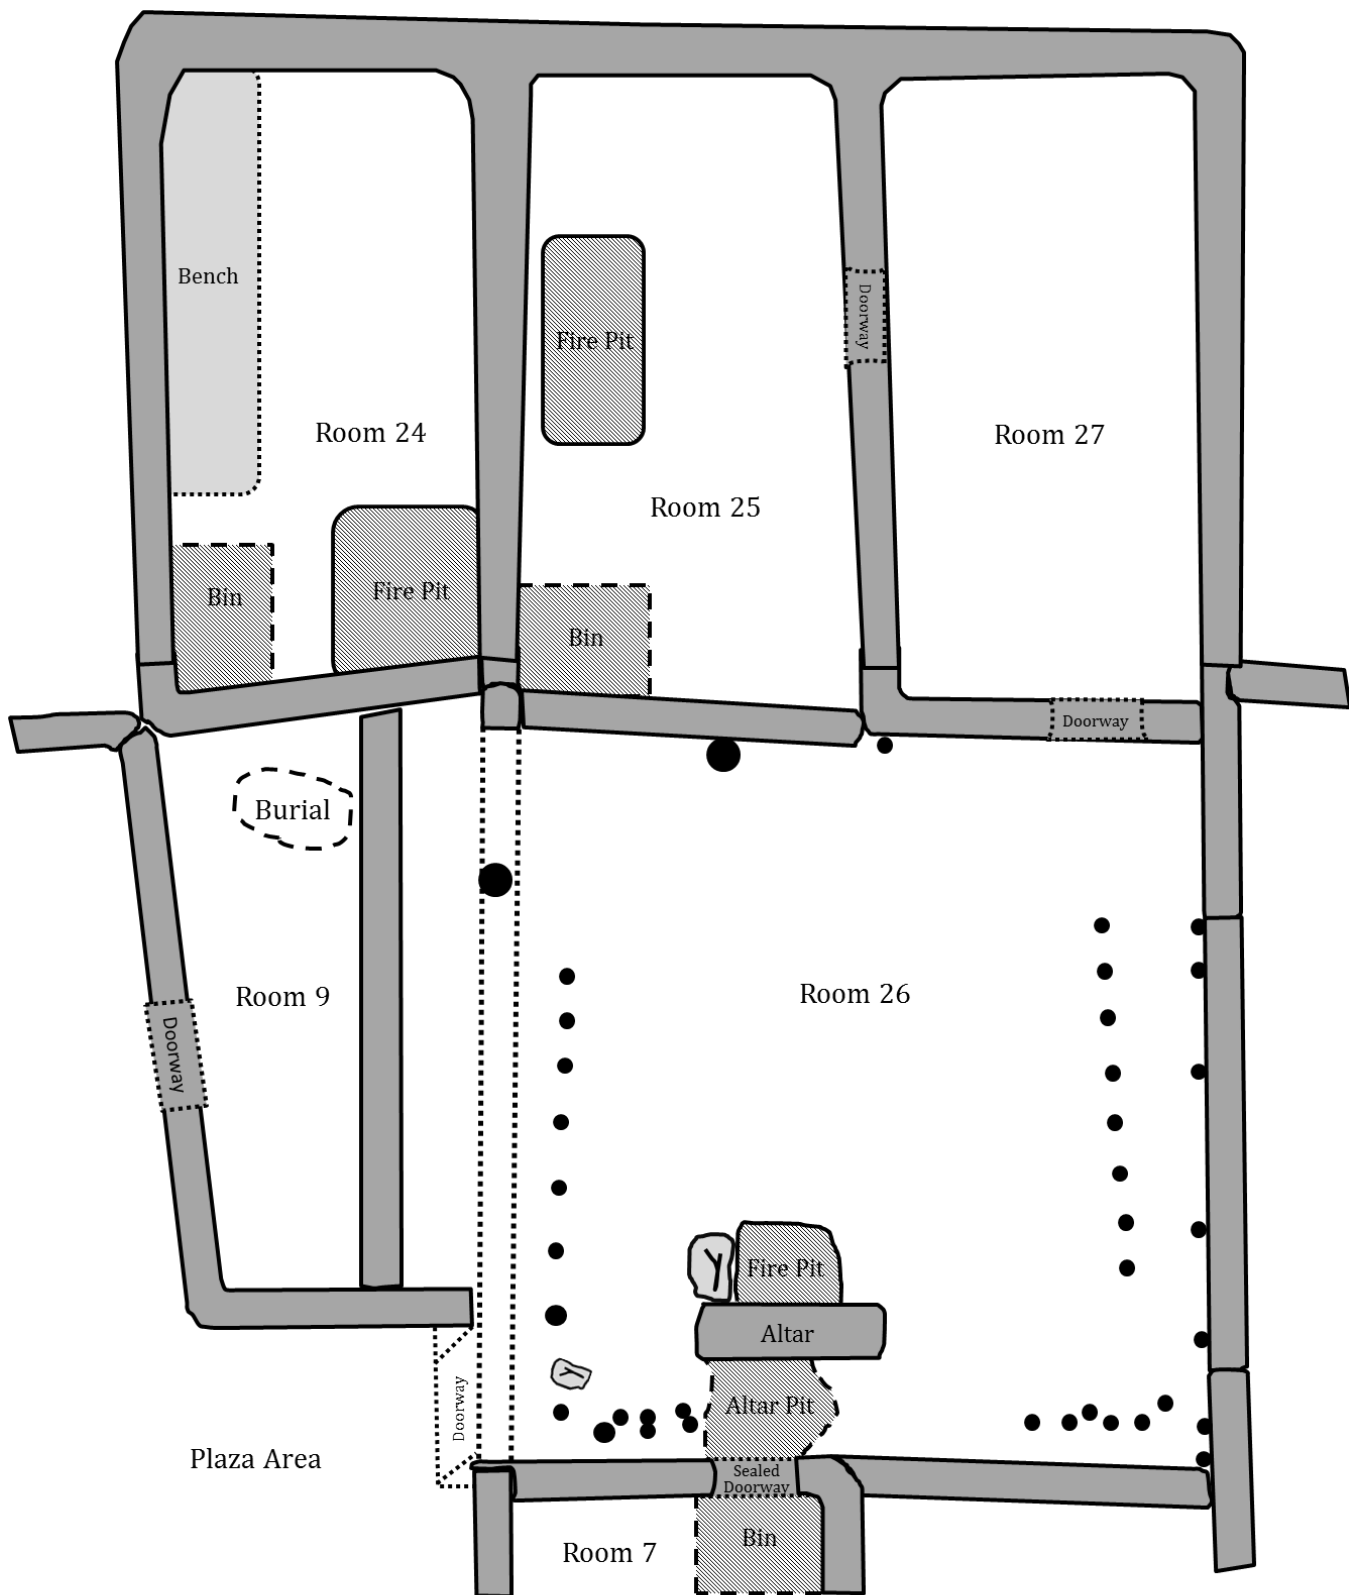 Bench
Fire Pit
Doorway
Room 24
Room 27
Room 25
Bin
Fire Pit
Bin
Doorway
Burial
Room 9
Room 26
Doorway
Fire Pit
Altar
Altar Pit
Doorway
Plaza Area
Sealed
Doorway
Room 7
Bin